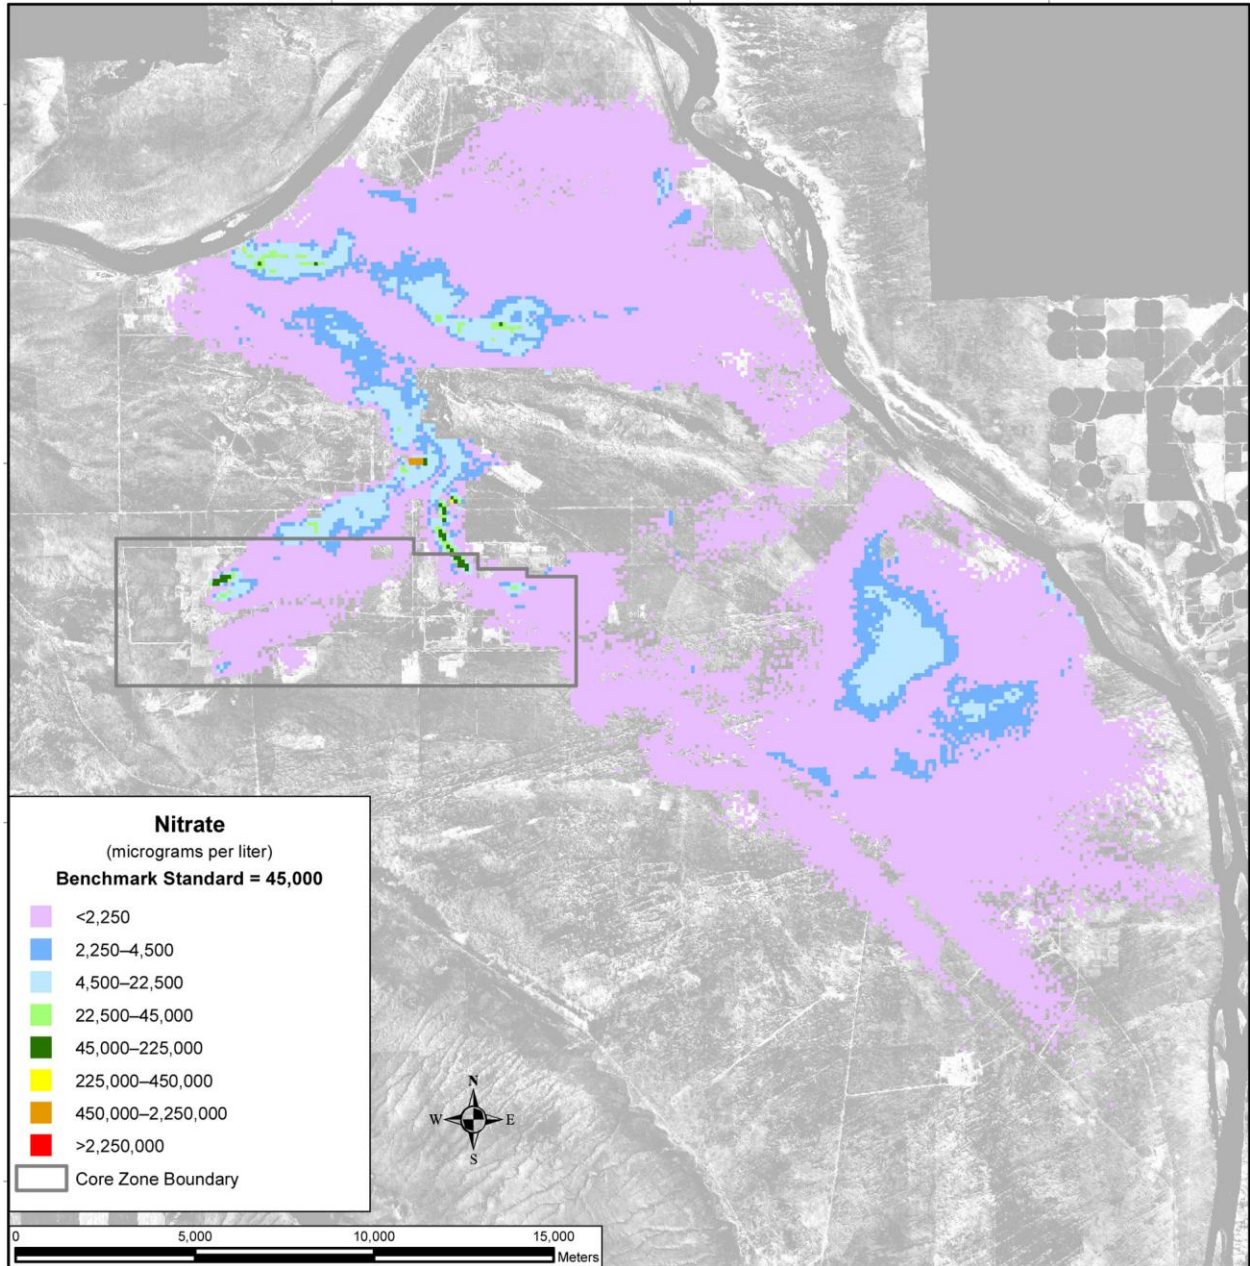 Nitrate
(micrograms per liter)
Benchmark Standard = 45,000
<2,250
2,250–4,500
4,500–22,500
22,500–45,000
45,000–225,000
225,000–450,000
450,000–2,250,000
>2,250,000
Core Zone Boundary
N
W E
S
0 5,000 10,000 15,000
Meters